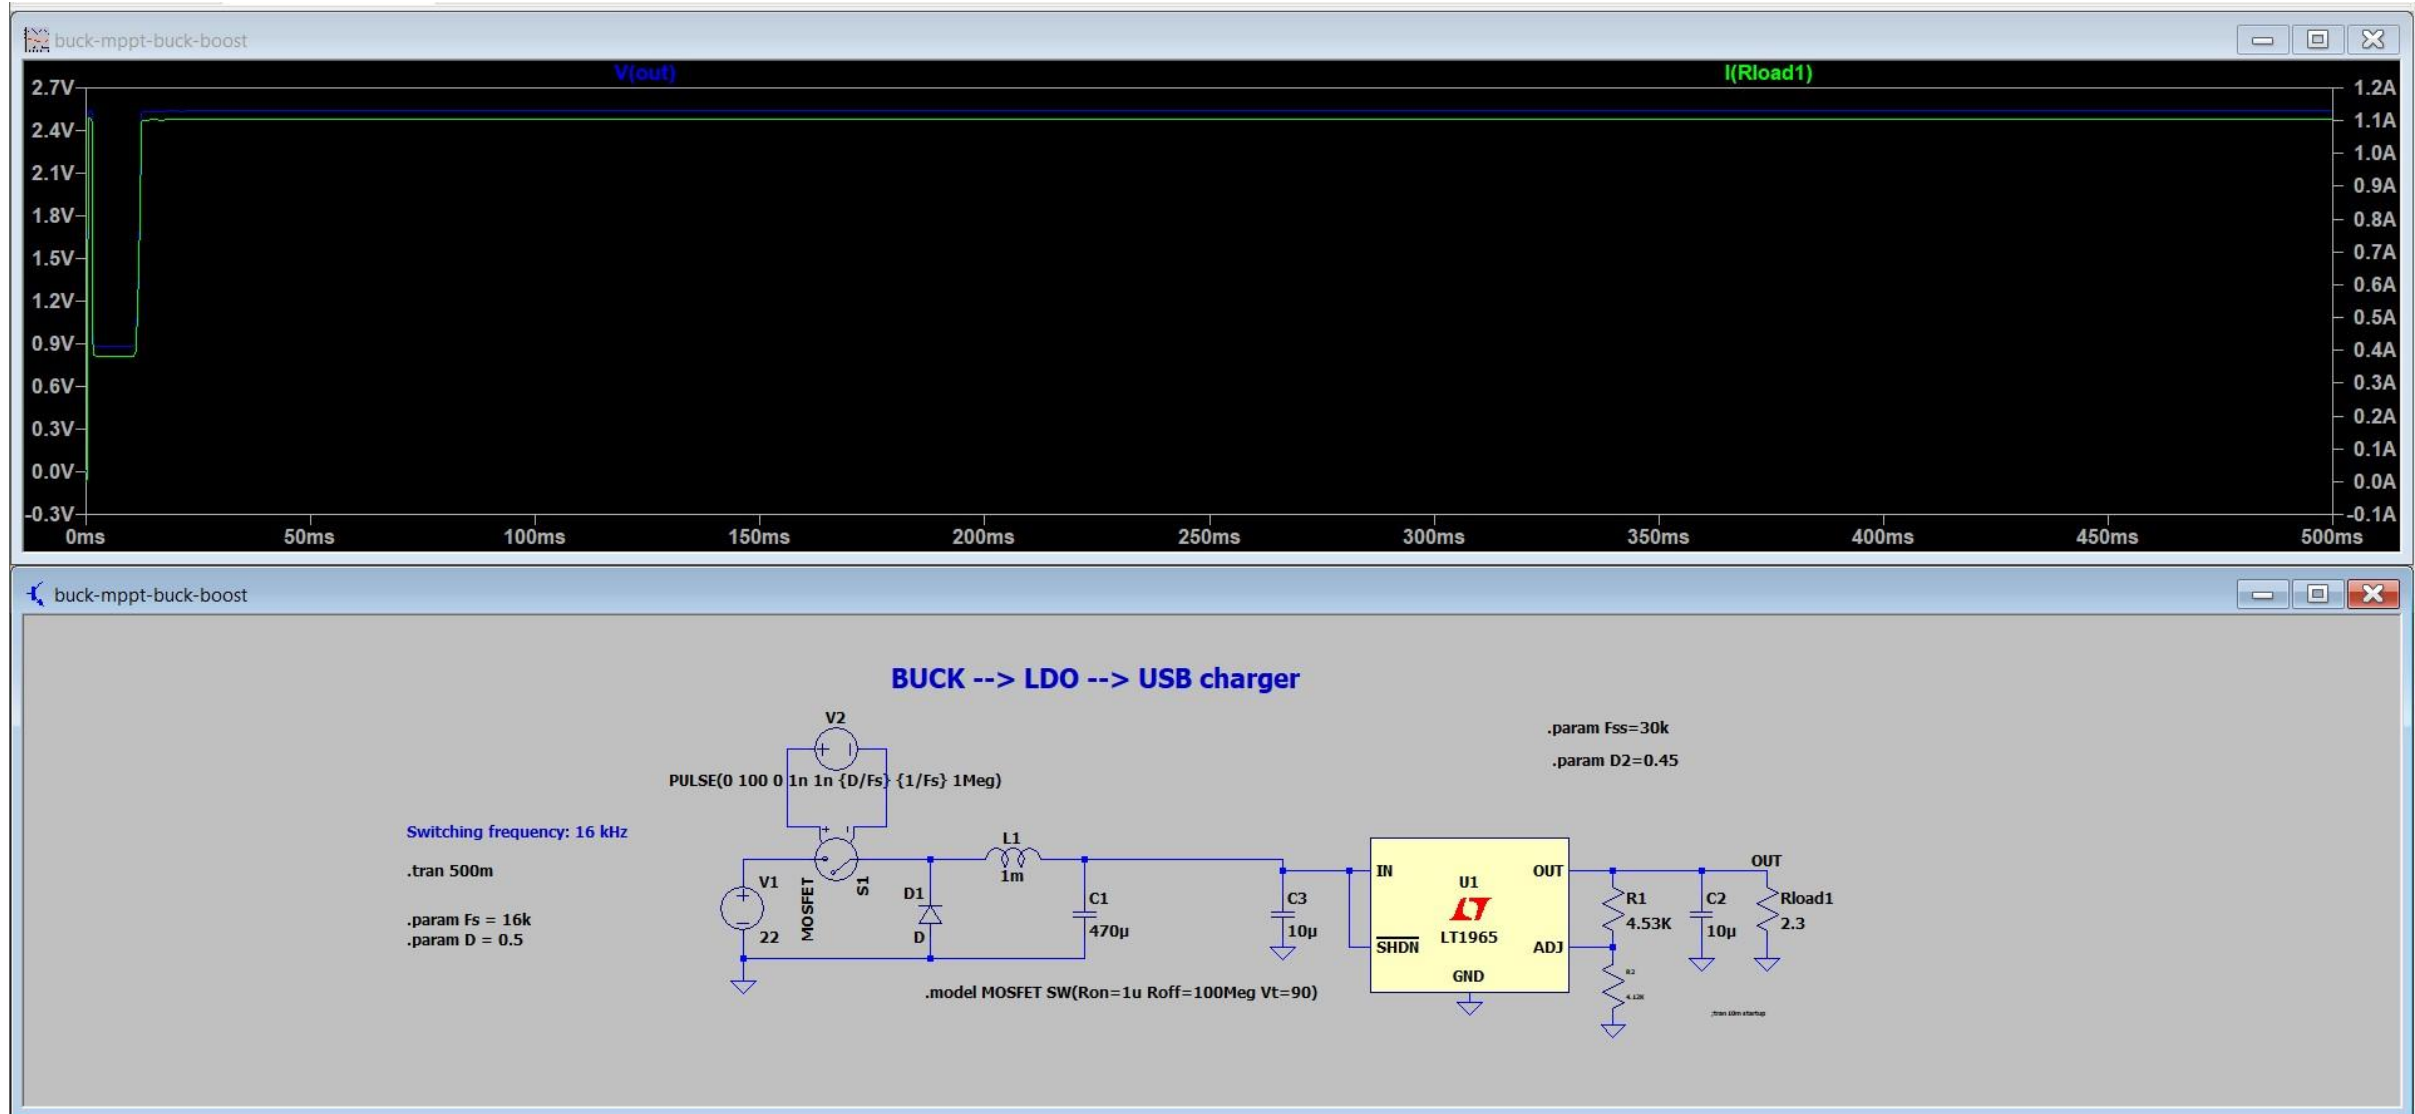 buck-mppt-buck-boost
V(out)
I(Rload1)
2.7V
2.4V
2.1V
1.8V
1.5V
1.2V
0.9V
0.6V
0.3V
0.0V
-0.3V
1.2A
1.1A
1.0A
0.9A
0.8A
0.7A
0.6A
0.5A
0.4A
0.3A
0.2A
0.1A
0.0A
-0.1A
0ms
50ms
100ms
150ms
200ms
250ms
300ms
350ms
400ms
450ms
500ms
buck-mppt-buck-boost
BUCK --> LDO --> USB charger
V2
PULSE(0 100 0 1n 1n {D/Fs} {1/Fs} 1Meg)
.param Fss=30k
.param D2=0.45
Switching frequency: 16 kHz
.tran 500m
.param Fs = 16k
.param D = 0.5
V1
22
MOSFET
S1
D1
D
L1
1m
C1
470µ
C3
10µ
IN
OUT
U1
LT1965
SHDN
ADJ
GND
R1
4.53K
R2
4.12K
C2
10µ
OUT
Rload1
2.3
.model MOSFET SW(Ron=1u Roff=100Meg Vt=90)
;tran 10m startup